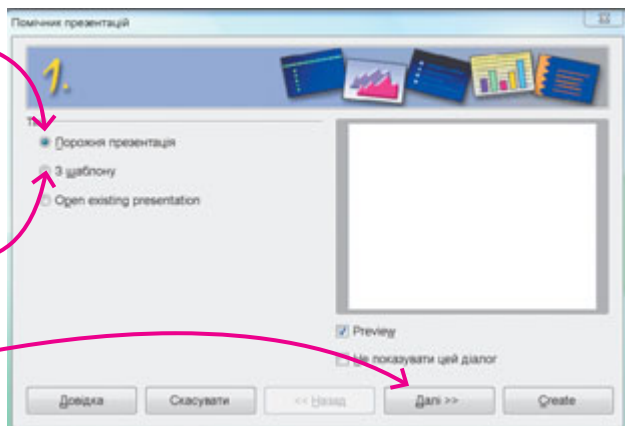 Помічник презентацій
1.
Порожня презентація
З шаблону
Open existing presentation
Preview
Не показувати цей діалог
Довідка
Скасувати
<< Назад
Далі >>
Create